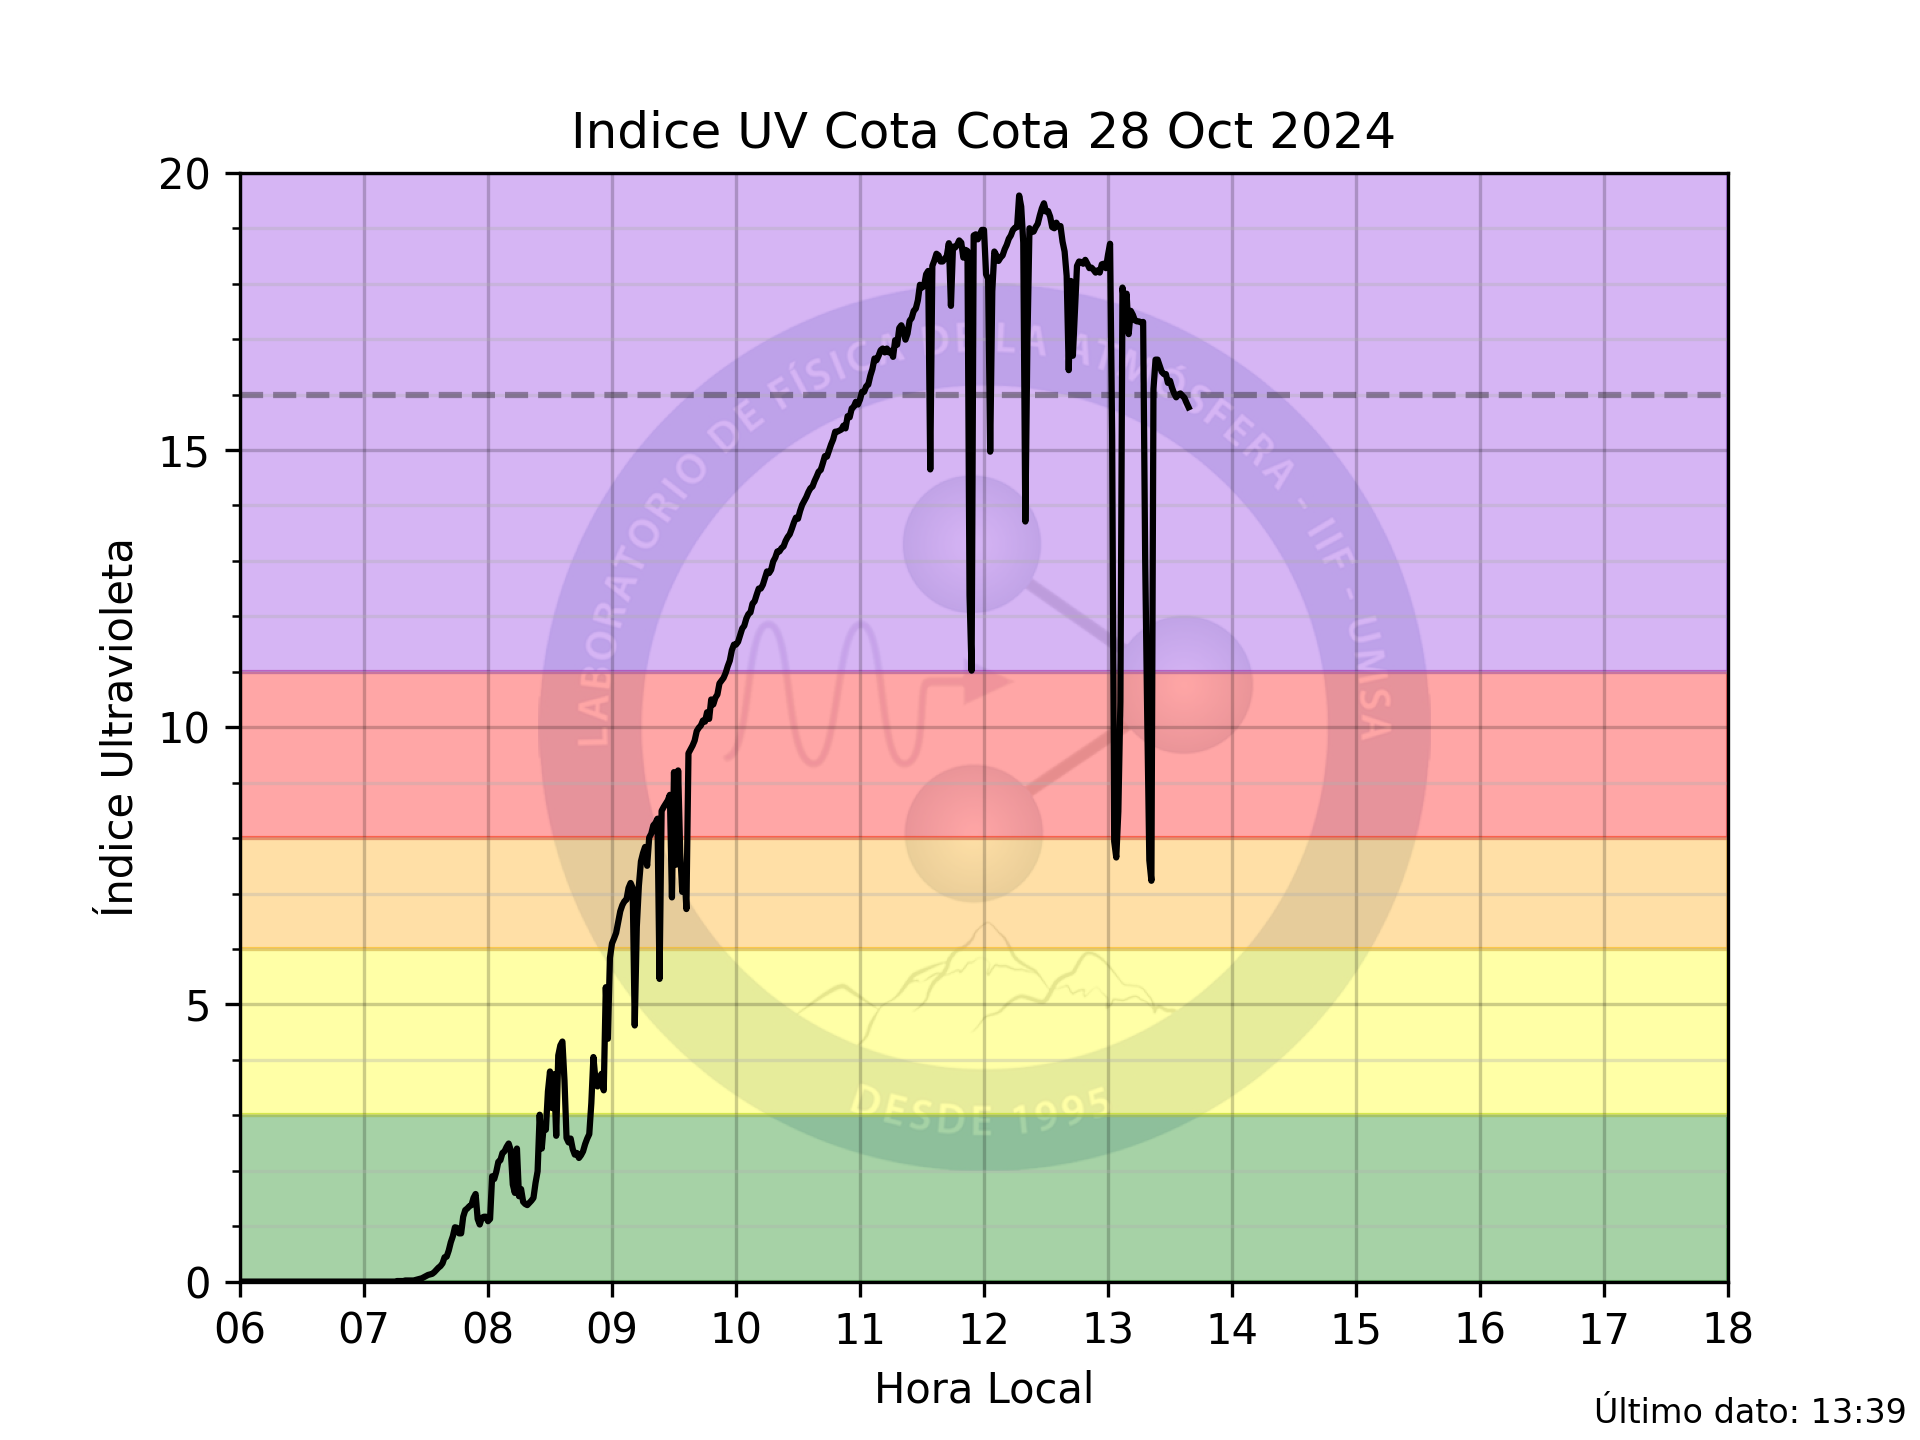 Indice UV Cota Cota 28 Oct 2024
20
15
10
5
0
Índice Ultravioleta
06 07 08 09 10 11 12 13 14 15 16 17 18
Hora Local
Último dato: 13:39
LABORATORIO DE FÍSICA DE LA ATMÓSFERA - IIF - UMSA
DESDE 1995